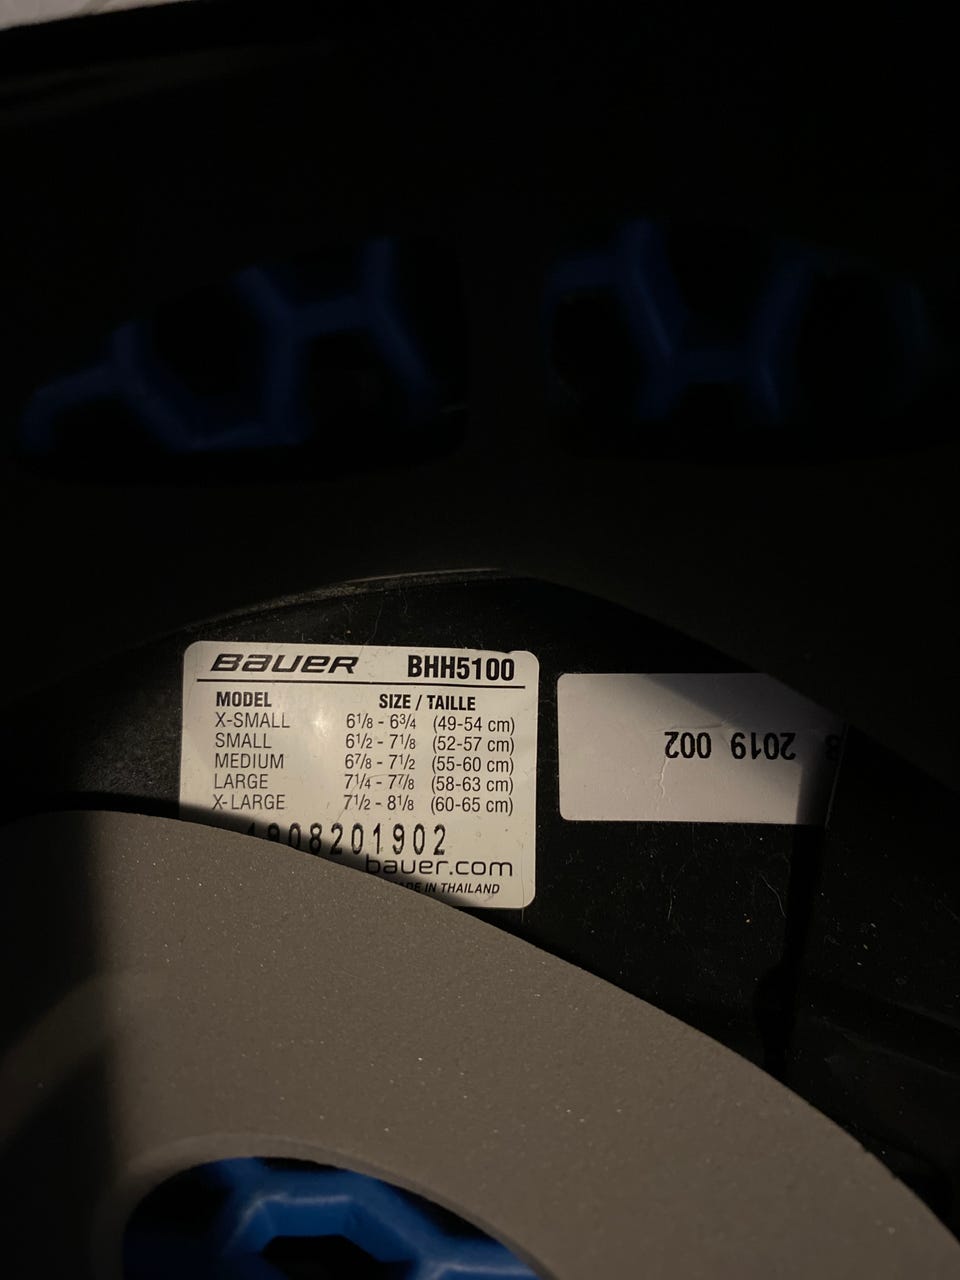 BAUER BHH5100
MODEL SIZE / TAILLE
X-SMALL 6 1/8 - 6 3/4 (49-54 cm)
SMALL 6 1/2 - 7 1/8 (52-57 cm)
MEDIUM 6 7/8 - 7 1/2 (55-60 cm)
LARGE 7 1/4 - 7 7/8 (58-63 cm)
X-LARGE 7 1/2 - 8 1/8 (60-65 cm)
1908201902
bauer.com
IN THAILAND
2019 002